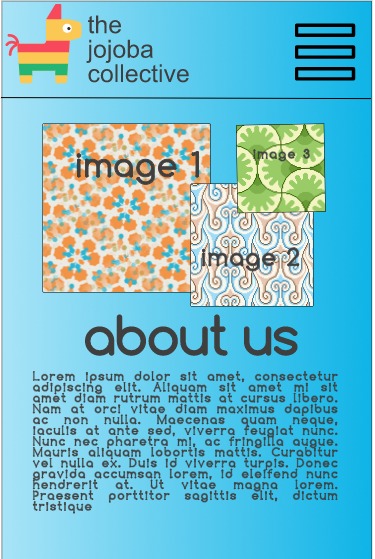 the
jojoba
collective
image 1
image 3
image 2
about us
Lorem ipsum dolor sit amet, consectetur
adipiscing elit. Aliquam sit amet mi sit
amet diam rutrum mattis at cursus libero.
Nam at orci vitae diam maximus dapibus
ac non nulla. Maecenas quam neque,
iaculis at ante sed, viverra feugiat nunc.
Nunc nec pharetra mi, ac fringilla augue.
Mauris aliquam lobortis mattis. Curabitur
vel nulla ex. Duis id viverra turpis. Donec
gravida accumsan lorem, id eleifend nunc
hendrerit at. Ut vitae magna lorem.
Praesent porttitor sagittis elit, dictum
tristique